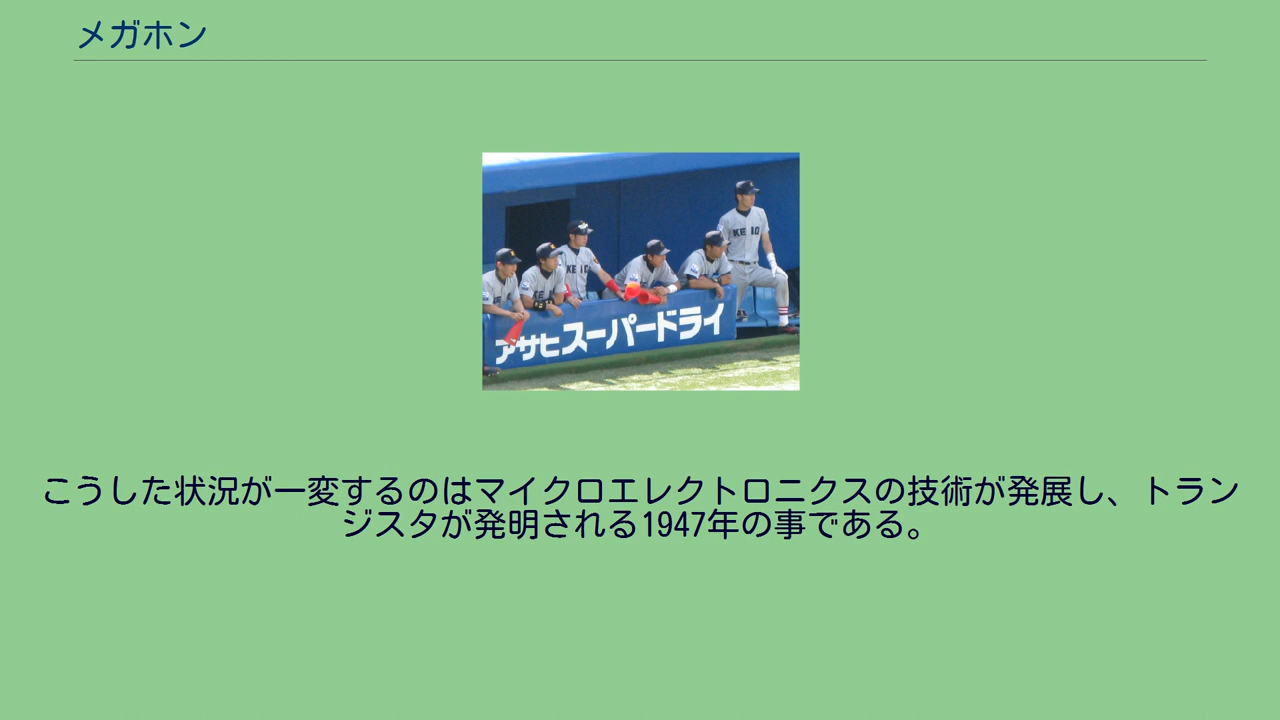 メガホン
KEIO
アサヒスーパードライ
こうした状況が一変するのはマイクロエレクトロニクスの技術が発展し、トラン
ジスタが発明される1947年の事である。